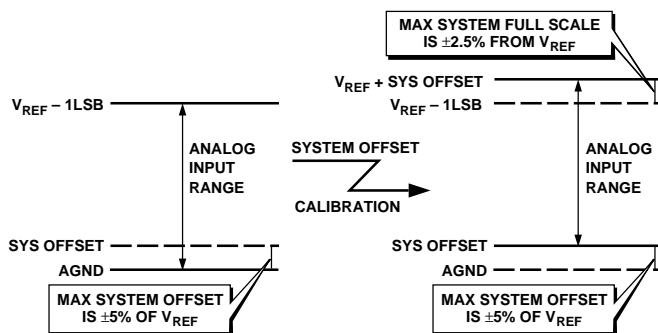 MAX SYSTEM FULL SCALE
IS ±2.5% FROM VREF
VREF – 1LSB
ANALOG
INPUT
RANGE
SYS OFFSET
AGND
MAX SYSTEM OFFSET
IS ±5% OF VREF
SYSTEM OFFSET
CALIBRATION
VREF + SYS OFFSET
VREF – 1LSB
ANALOG
INPUT
RANGE
SYS OFFSET
AGND
MAX SYSTEM OFFSET
IS ±5% OF VREF